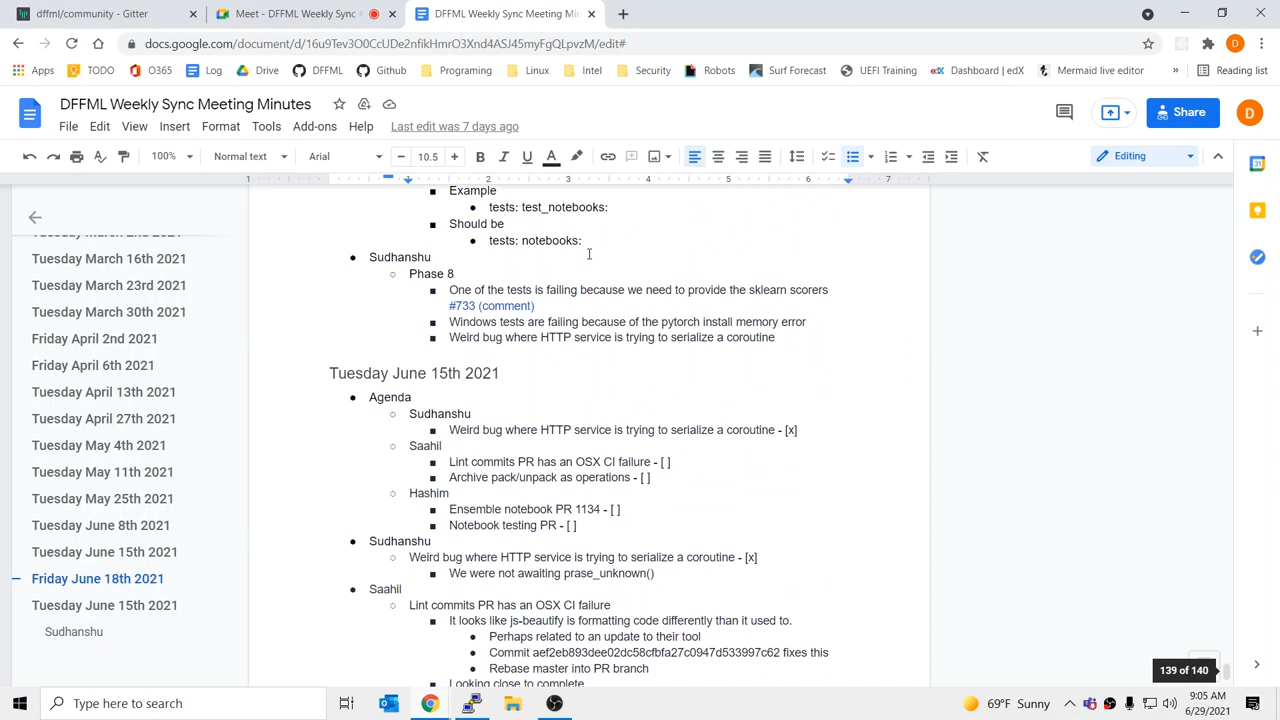 dffml/community - Gitter
Meet - DFFML Weekly Sync
DFFML Weekly Sync Meeting Min
docs.google.com/document/d/16u9Tev3O0CcUDe2nfikHmrO3Xnd4ASJ45myFgQLpvzM/edit#
D
Apps
TODO
O365
Log
Drive
DFFML
Github
Programing
Linux
Intel
Security
Robots
Surf Forecast
UEFI Training
Dashboard | edX
Mermaid live editor
»
Reading list
DFFML Weekly Sync Meeting Minutes
File Edit View Insert Format Tools Add-ons Help Last edit was 7 days ago
Share
D
100% Normal text Arial 10.5 B I U A Editing
1 1 2 3 4 5 6 7
Tuesday March 2nd 2021
Tuesday March 16th 2021
Tuesday March 23rd 2021
Tuesday March 30th 2021
Friday April 2nd 2021
Friday April 6th 2021
Tuesday April 13th 2021
Tuesday April 27th 2021
Tuesday May 4th 2021
Tuesday May 11th 2021
Tuesday May 25th 2021
Tuesday June 8th 2021
Tuesday June 15th 2021
Friday June 18th 2021
Tuesday June 15th 2021
Sudhanshu
Example
tests: test_notebooks:
Should be
tests: notebooks:
Sudhanshu
Phase 8
One of the tests is failing because we need to provide the sklearn scorers
#733 (comment)
Windows tests are failing because of the pytorch install memory error
Weird bug where HTTP service is trying to serialize a coroutine
Tuesday June 15th 2021
Agenda
Sudhanshu
Weird bug where HTTP service is trying to serialize a coroutine - [x]
Saahil
Lint commits PR has an OSX CI failure - [ ]
Archive pack/unpack as operations - [ ]
Hashim
Ensemble notebook PR 1134 - [ ]
Notebook testing PR - [ ]
Sudhanshu
Weird bug where HTTP service is trying to serialize a coroutine - [x]
We were not awaiting prase_unknown()
Saahil
Lint commits PR has an OSX CI failure
It looks like js-beautify is formatting code differently than it used to.
Perhaps related to an update to their tool
Commit aef2eb893dee02dc58cfbfa27c0947d533997c62 fixes this
Rebase master into PR branch
Looking close to complete
139 of 140
Type here to search
69°F Sunny
9:05 AM
6/29/2021